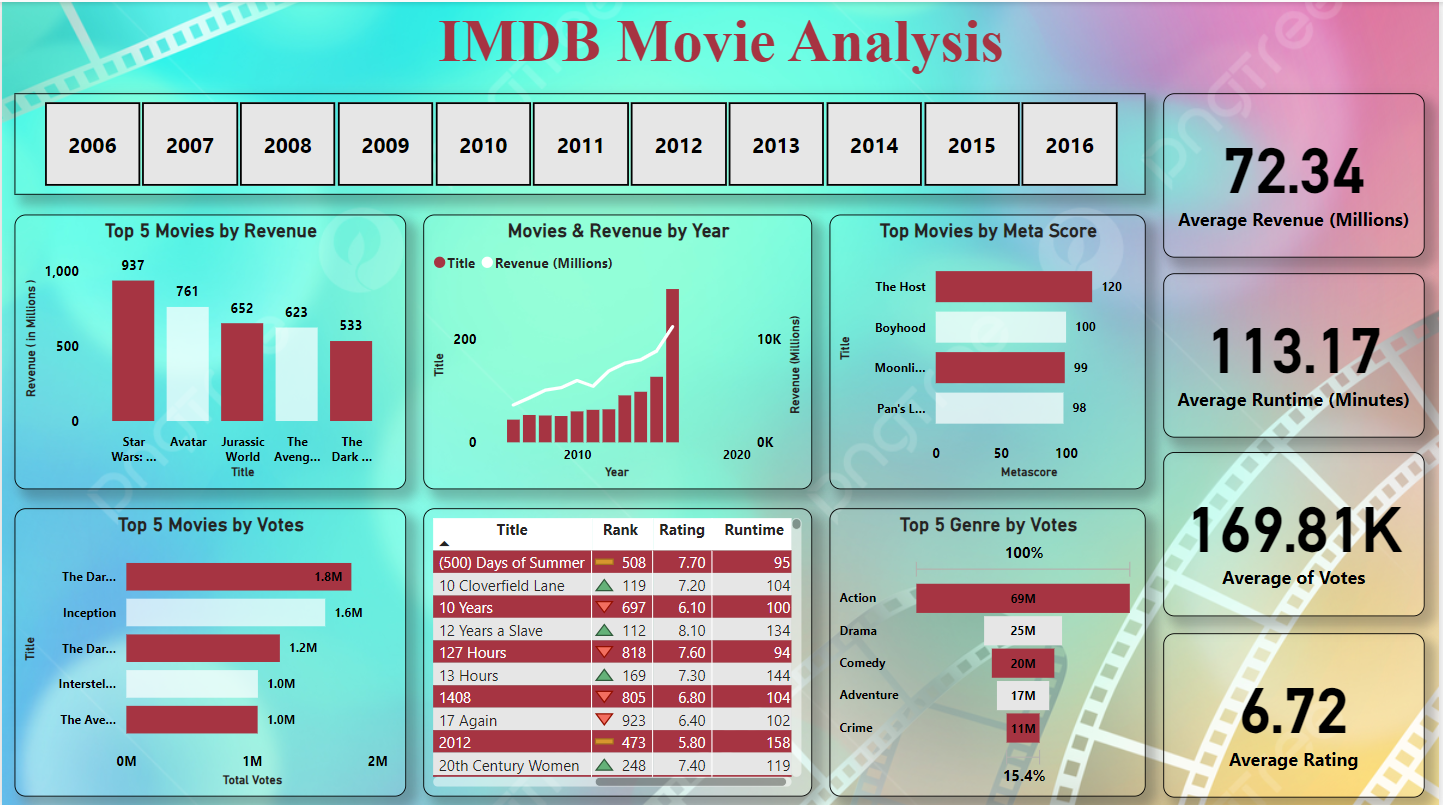 IMDB Movie Analysis
2006 2007 2008 2009 2010 2011 2012 2013 2014 2015 2016
72.34
Average Revenue (Millions)
113.17
Average Runtime (Minutes)
169.81K
Average of Votes
6.72
Average Rating
Top 5 Movies by Revenue
Revenue ( in Millions )
1,000
500
0
937
761
652
623
533
Star
Wars: ...
Avatar
Jurassic
World
The
Aveng...
The
Dark ...
Title
Movies & Revenue by Year
Title Revenue (Millions)
Title
200
0
10K
0K
Revenue (Millions)
2010 2020
Year
Top Movies by Meta Score
Title
The Host 120
Boyhood 100
Moonli... 99
Pan's L... 98
0 50 100
Metascore
Top 5 Movies by Votes
Title
The Dar... 1.8M
Inception 1.6M
The Dar... 1.2M
Interstel... 1.0M
The Ave... 1.0M
0M 1M 2M
Total Votes
Title Rank Rating Runtime
(500) Days of Summer 508 7.70 95
10 Cloverfield Lane 119 7.20 104
10 Years 697 6.10 100
12 Years a Slave 112 8.10 134
127 Hours 818 7.60 94
13 Hours 169 7.30 144
1408 805 6.80 104
17 Again 923 6.40 102
2012 473 5.80 158
20th Century Women 248 7.40 119
Top 5 Genre by Votes
100%
Action 69M
Drama 25M
Comedy 20M
Adventure 17M
Crime 11M
15.4%
pngtree
pngtree
pngtree
pngtree